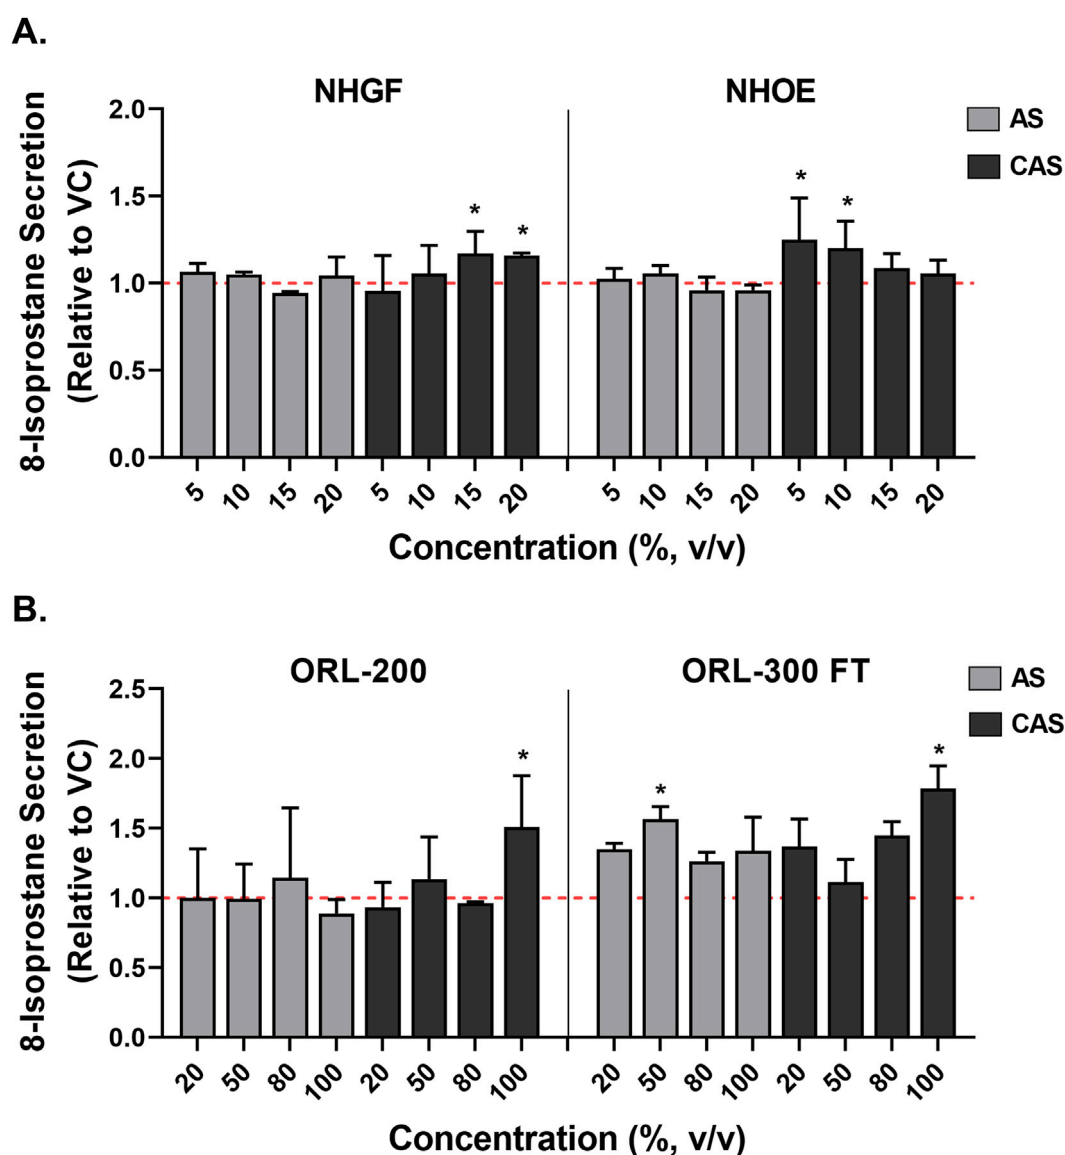 A.
NHGF NHOE
AS
CAS
8-Isoprostane Secretion
(Relative to VC)
2.0
1.5
1.0
0.5
0.0
* * * *
5 10 15 20 5 10 15 20 5 10 15 20 5 10 15 20
Concentration (%, v/v)
B.
ORL-200 ORL-300 FT
AS
CAS
8-Isoprostane Secretion
(Relative to VC)
2.5
2.0
1.5
1.0
0.5
0.0
* * *
20 50 80 100 20 50 80 100 20 50 80 100 20 50 80 100
Concentration (%, v/v)